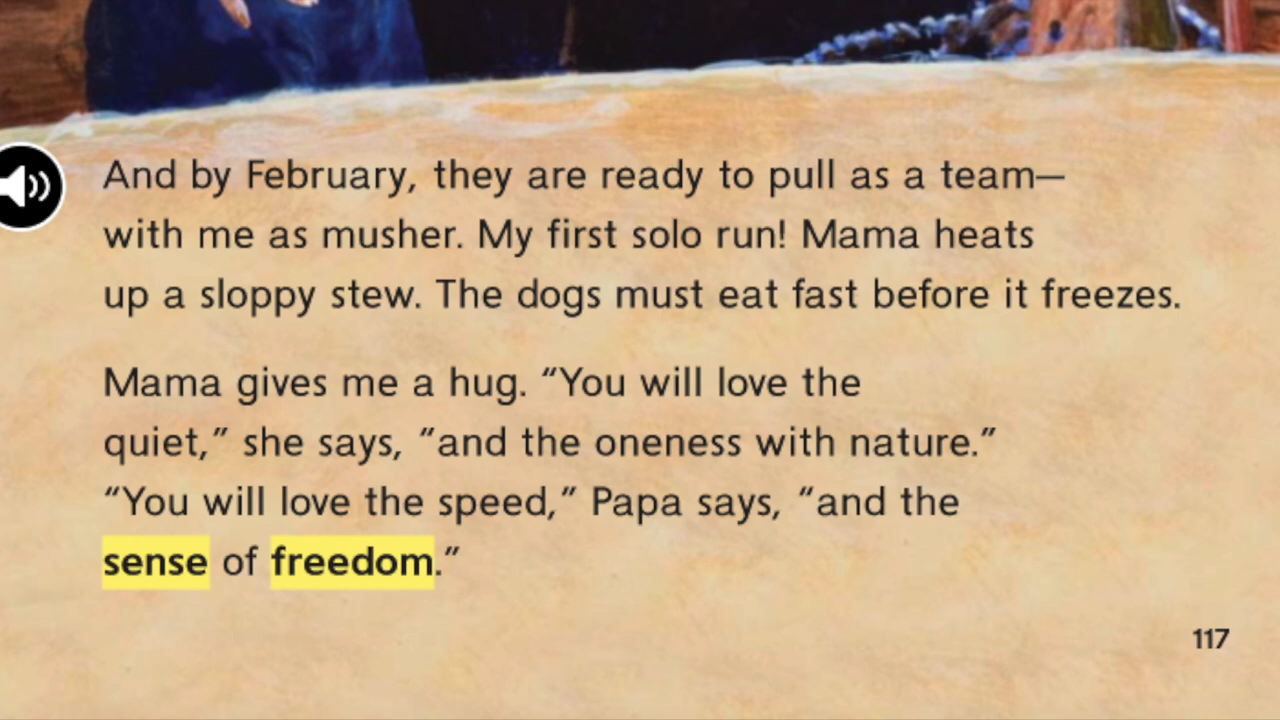 And by February, they are ready to pull as a team—
with me as musher. My first solo run! Mama heats
up a sloppy stew. The dogs must eat fast before it freezes.
Mama gives me a hug. “You will love the
quiet,” she says, “and the oneness with nature.”
“You will love the speed,” Papa says, “and the
sense of freedom.”
117